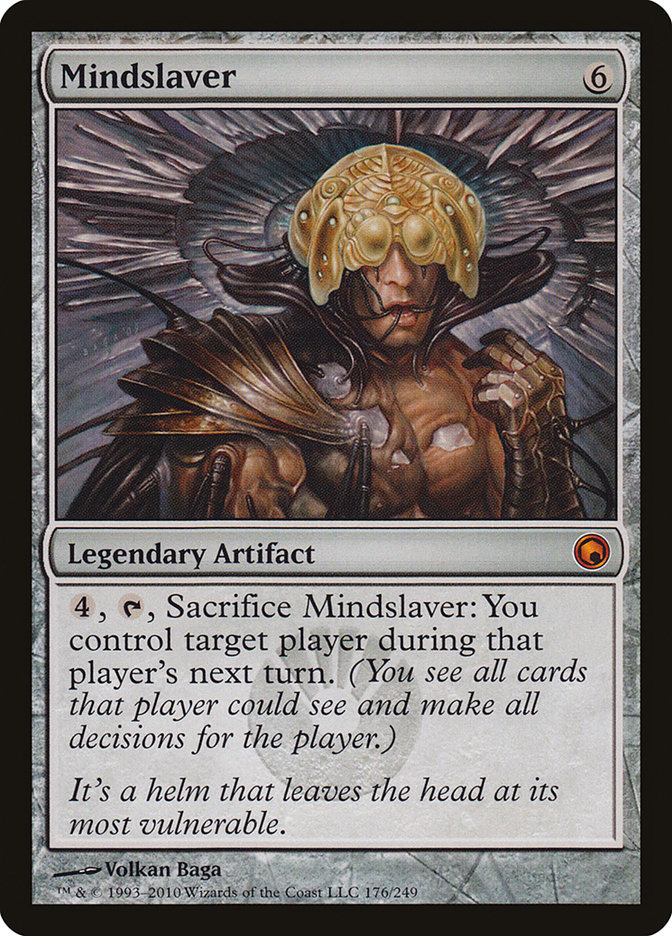 Mindslaver 6
Legendary Artifact
4, , Sacrifice Mindslaver: You
control target player during that
player's next turn. (You see all cards
that player could see and make all
decisions for the player.)
It's a helm that leaves the head at its
most vulnerable.
Volkan Baga
™ & © 1993–2010 Wizards of the Coast LLC 176/249